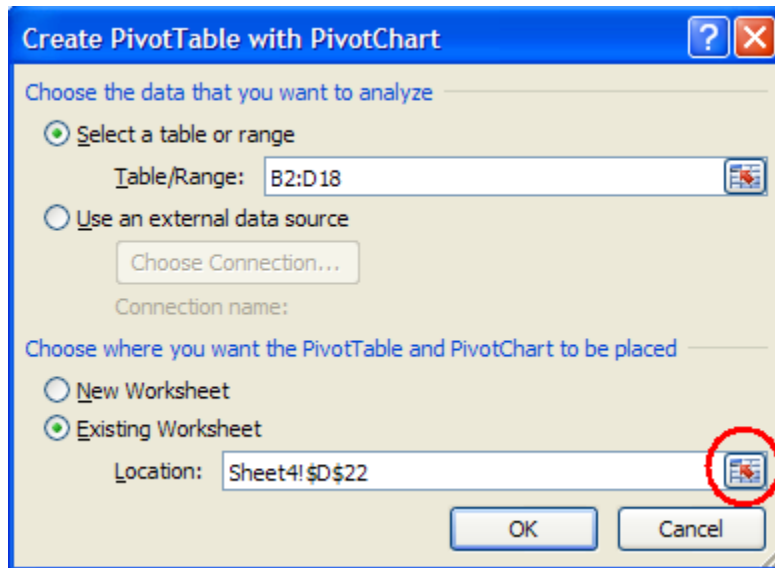 Create PivotTable with PivotChart
?
Choose the data that you want to analyze
Select a table or range
Table/Range: B2:D18
Use an external data source
Choose Connection...
Connection name:
Choose where you want the PivotTable and PivotChart to be placed
New Worksheet
Existing Worksheet
Location: Sheet4!$D$22
OK Cancel